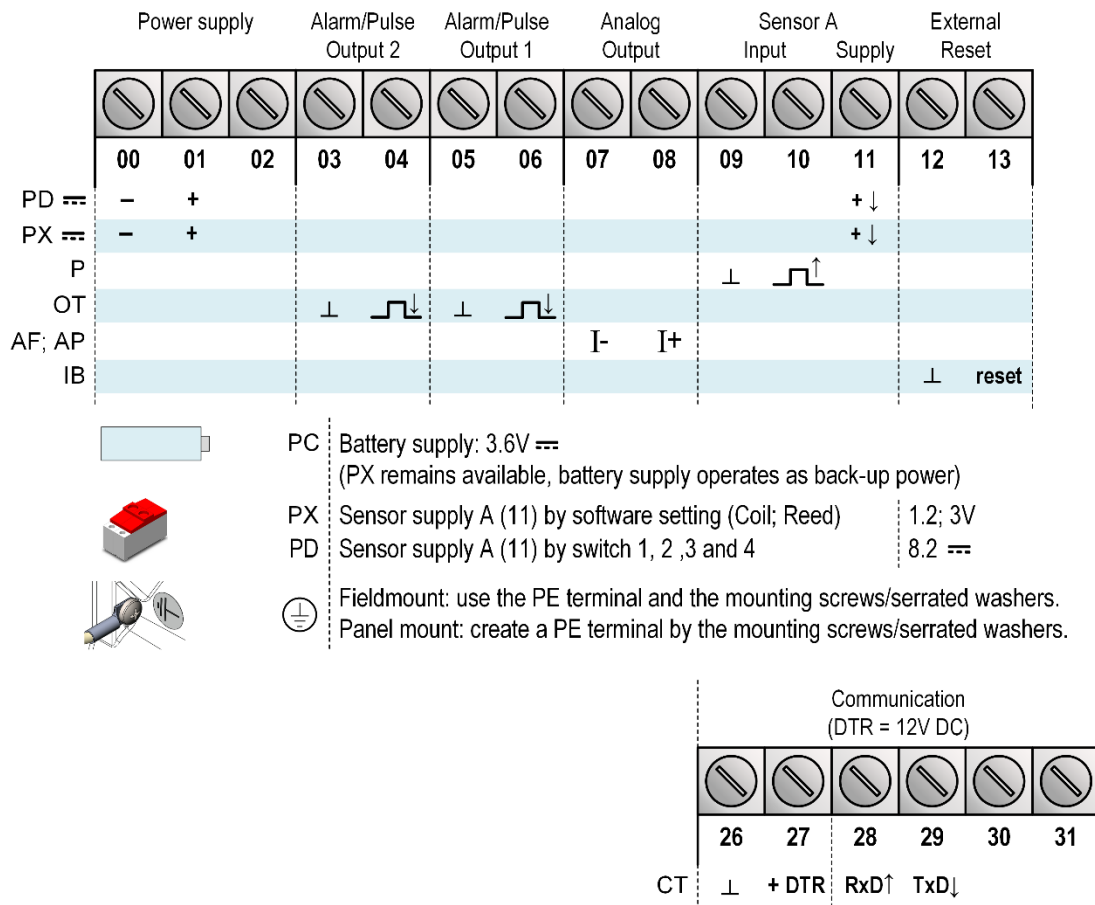 Power supply Alarm/Pulse Alarm/Pulse Analog Sensor A External
Output 2 Output 1 Output Input Supply Reset
00 01 02 03 04 05 06 07 08 09 10 11 12 13
PD ⎓ – + + ↓
PX ⎓ – + + ↓
P ⊥ ↑
OT ⊥ ↓ ⊥ ↓
AF; AP I- I+
IB ⊥ reset
PC Battery supply: 3.6V ⎓
(PX remains available, battery supply operates as back-up power)
PX Sensor supply A (11) by software setting (Coil; Reed) 1.2; 3V
PD Sensor supply A (11) by switch 1, 2 ,3 and 4 8.2 ⎓
Fieldmount: use the PE terminal and the mounting screws/serrated washers.
Panel mount: create a PE terminal by the mounting screws/serrated washers.
Communication
(DTR = 12V DC)
26 27 28 29 30 31
CT ⊥ + DTR RxD↑ TxD↓